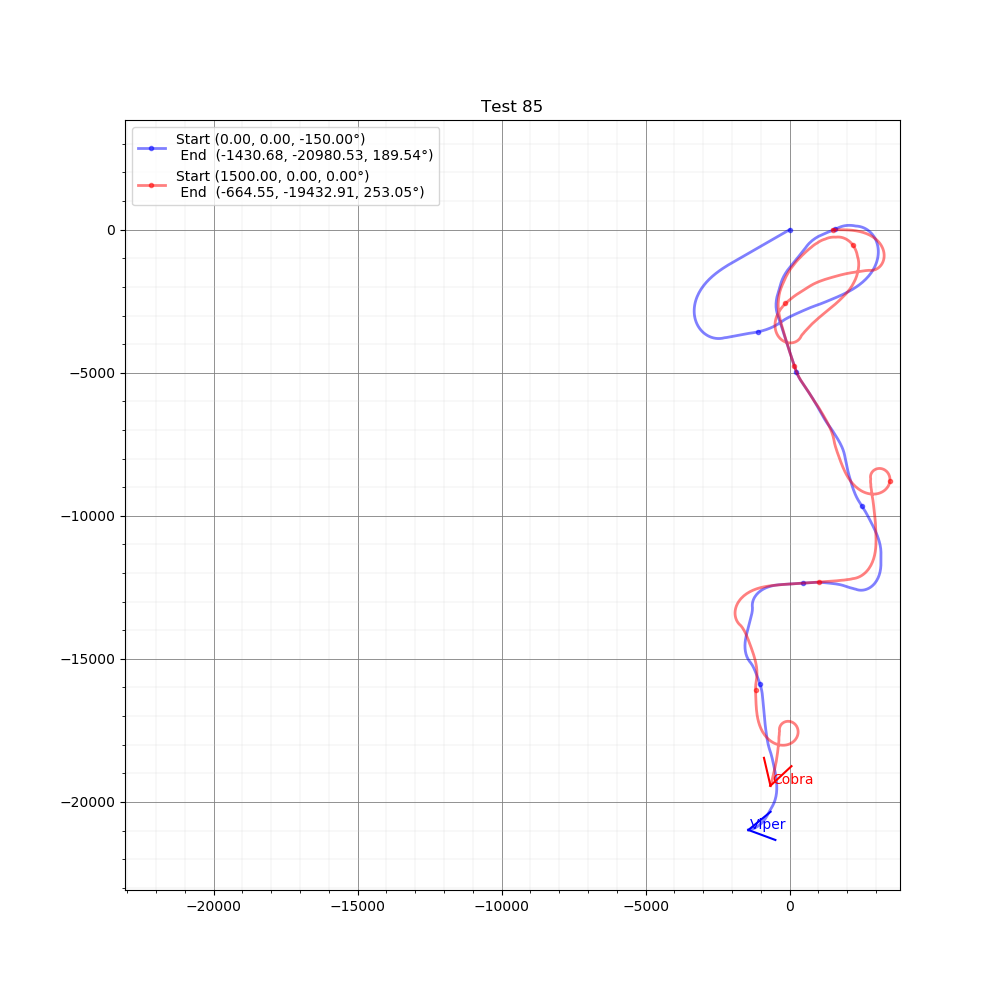 Test 85
Start (0.00, 0.00, -150.00°)
End (-1430.68, -20980.53, 189.54°)
Start (1500.00, 0.00, 0.00°)
End (-664.55, -19432.91, 253.05°)
0
−5000
−10000
−15000
−20000
Cobra
Viper
−20000 −15000 −10000 −5000 0